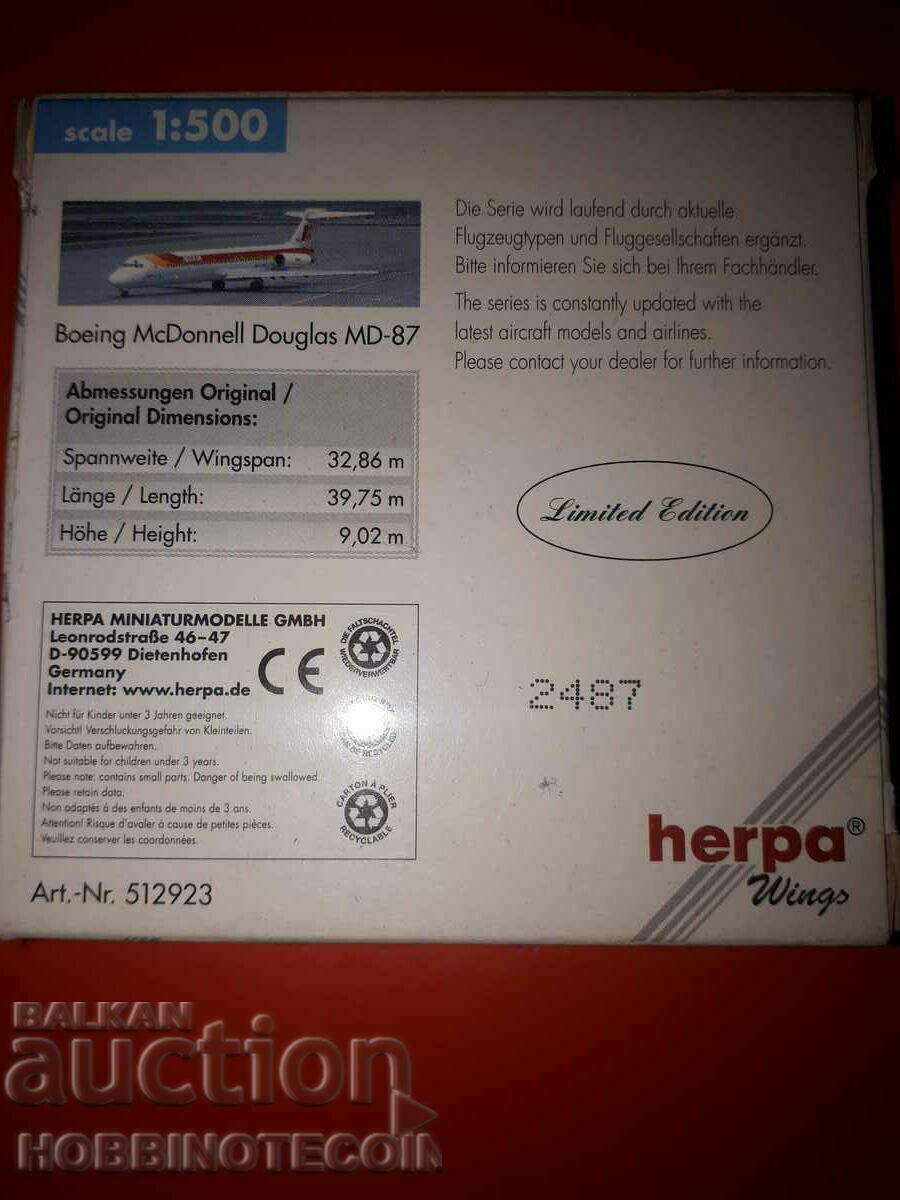 scale 1:500
Boeing McDonnell Douglas MD-87
Abmessungen Original /
Original Dimensions:
Spannweite / Wingspan: 32,86 m
Länge / Length: 39,75 m
Höhe / Height: 9,02 m
Die Serie wird laufend durch aktuelle
Flugzeugtypen und Fluggesellschaften ergänzt.
Bitte informieren Sie sich bei Ihrem Fachhändler.
The series is constantly updated with the
latest aircraft models and airlines.
Please contact your dealer for further information.
Limited Edition
HERPA MINIATURMODELLE GMBH
Leonrodstraße 46–47
D-90599 Dietenhofen
Germany
Internet: www.herpa.de
CE
DIE FALTSCHACHTEL
WIEDERVERWERTBAR
Nicht für Kinder unter 3 Jahren geeignet.
Vorsicht! Verschluckungsgefahr von Kleinteilen.
Bitte Daten aufbewahren.
Not suitable for children under 3 years.
Please note: contains small parts. Danger of being swallowed.
Please retain data.
Non adaptés à des enfants de moins de 3 ans.
Attention! Risque d'avaler à cause de petites pièces.
Veuillez conserver les coordonnées.
CARTON À PLIER
RECYCLABLE
2487
Art.-Nr. 512923
herpa®
Wings
BALKAN
auction
HOBBINOTECOIN